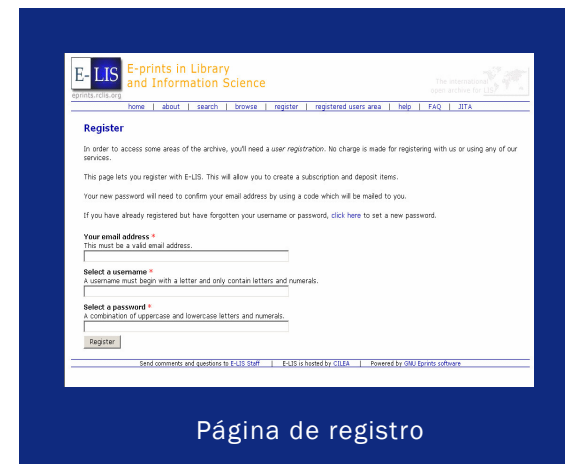 E- LIS
eprints.rclis.org
E-prints in Library
and Information Science
The international
open archive for LIS
home | about | search | browse | register | registered users area | help | FAQ | JITA
Register
In order to access some areas of the archive, you'll need a user registration. No charge is made for registering with us or using any of our
services.
This page lets you register with E-LIS. This will allow you to create a subscription and deposit items.
Your new password will need to confirm your email address by using a code which will be mailed to you.
If you have already registered but have forgotten your username or password, click here to set a new password.
Your email address *
This must be a valid email address.
Select a username *
A username must begin with a letter and only contain letters and numerals.
Select a password *
A combination of uppercase and lowercase letters and numerals.
Register
Send comments and questions to E-LIS Staff | E-LIS is hosted by CILEA | Powered by GNU Eprints software
Página de registro